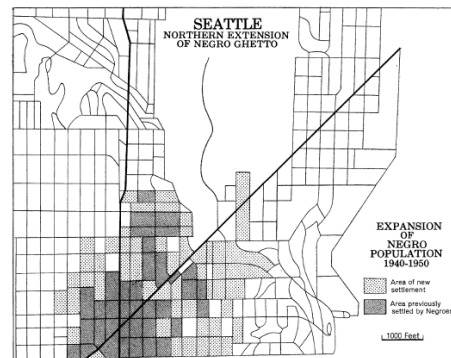 SEATTLE
NORTHERN EXTENSION
OF NEGRO GHETTO
EXPANSION
OF
NEGRO
POPULATION
1940-1950
Area of new
settlement
Area previously
settled by Negroes
1000 Feet